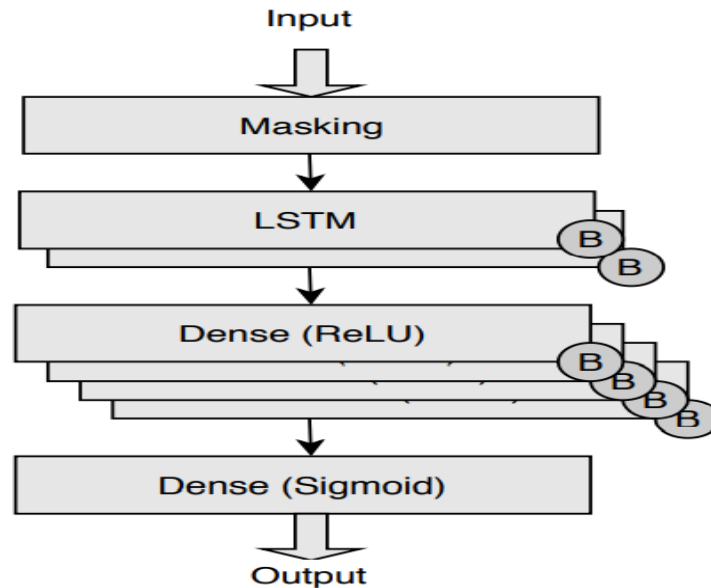 Input
Masking
LSTM
B
B
Dense (ReLU)
B
B
B
B
Dense (Sigmoid)
Output